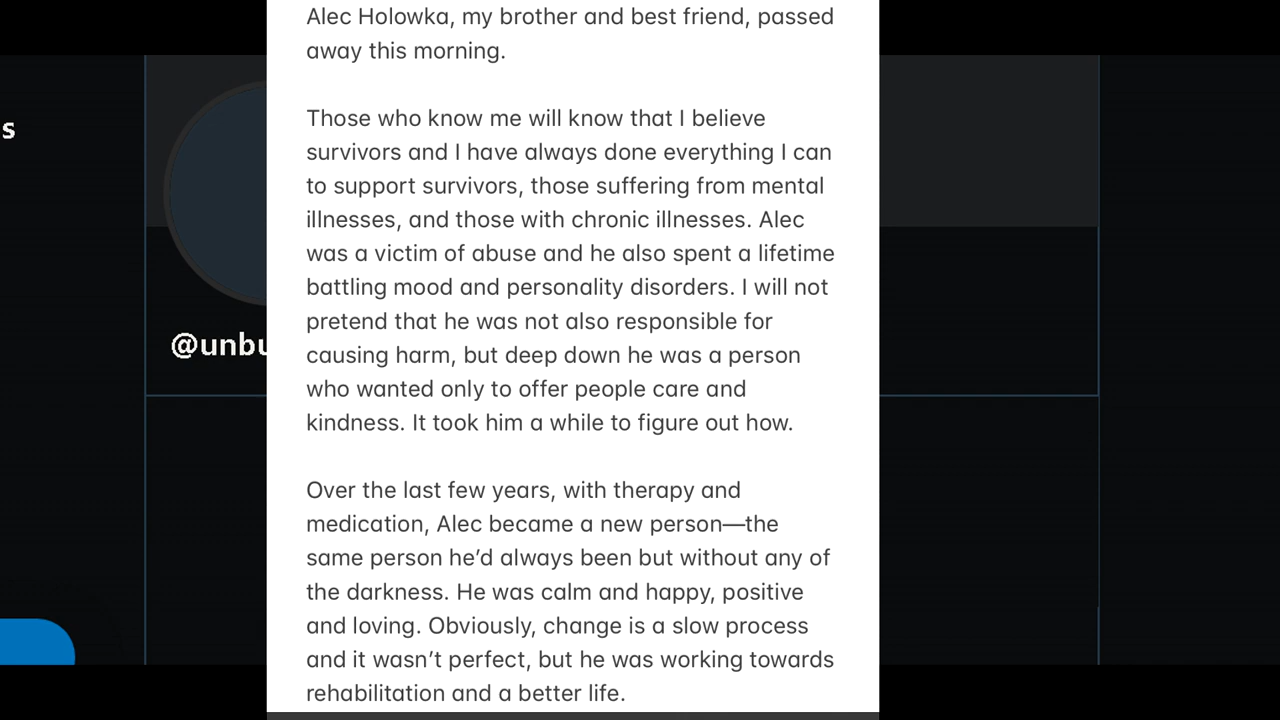 Alec Holowka, my brother and best friend, passed
away this morning.
Those who know me will know that I believe
survivors and I have always done everything I can
to support survivors, those suffering from mental
illnesses, and those with chronic illnesses. Alec
was a victim of abuse and he also spent a lifetime
battling mood and personality disorders. I will not
pretend that he was not also responsible for
causing harm, but deep down he was a person
who wanted only to offer people care and
kindness. It took him a while to figure out how.
Over the last few years, with therapy and
medication, Alec became a new person—the
same person he’d always been but without any of
the darkness. He was calm and happy, positive
and loving. Obviously, change is a slow process
and it wasn’t perfect, but he was working towards
rehabilitation and a better life.
s
@unbu